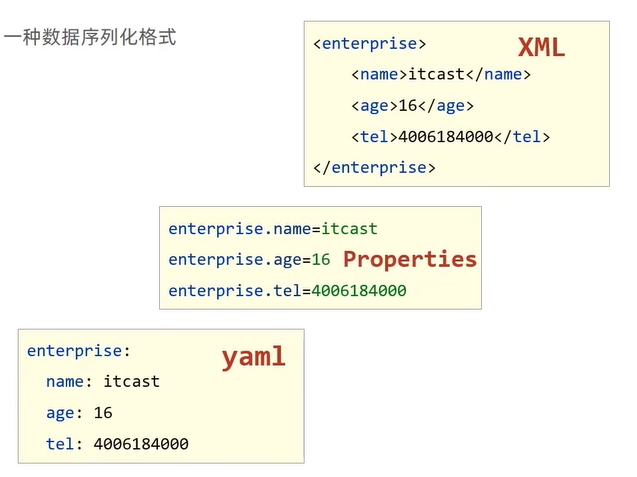 一种数据序列化格式
<enterprise>
XML
<name>itcast</name>
<age>16</age>
<tel>4006184000</tel>
</enterprise>
enterprise.name=itcast
enterprise.age=16
Properties
enterprise.tel=4006184000
enterprise:
yaml
name: itcast
age: 16
tel: 4006184000